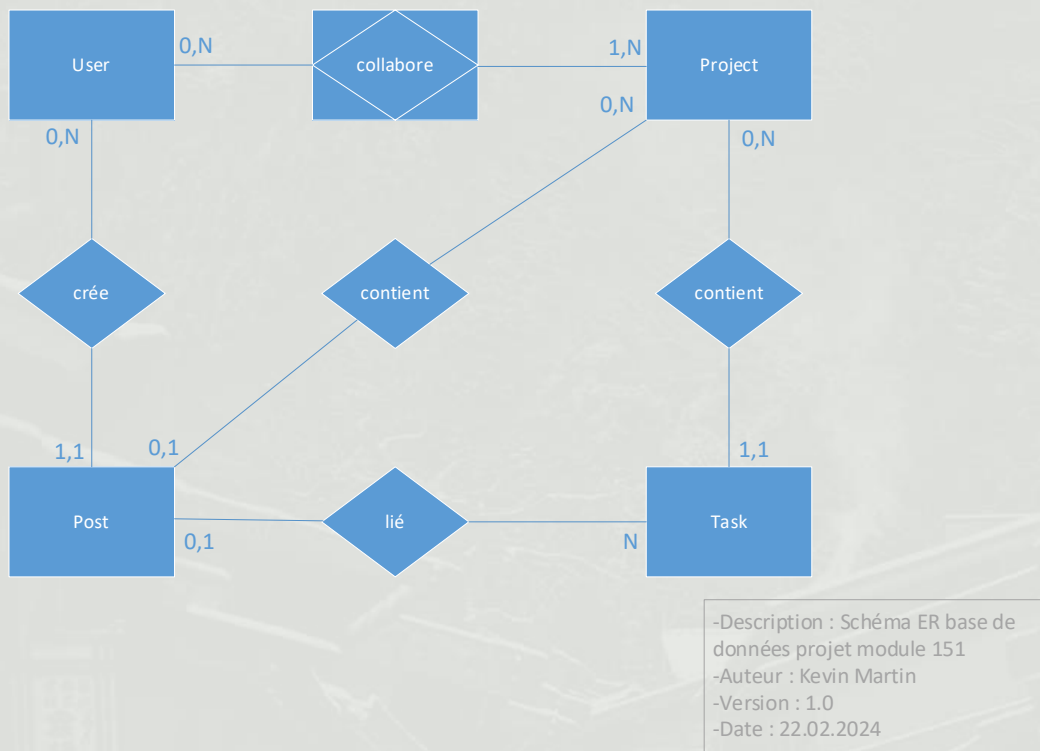 User
0,N
collabore
1,N
Project
0,N
0,N
0,N
crée
contient
contient
1,1
0,1
1,1
Post
lié
Task
0,1
N
-Description : Schéma ER base de
données projet module 151
-Auteur : Kevin Martin
-Version : 1.0
-Date : 22.02.2024